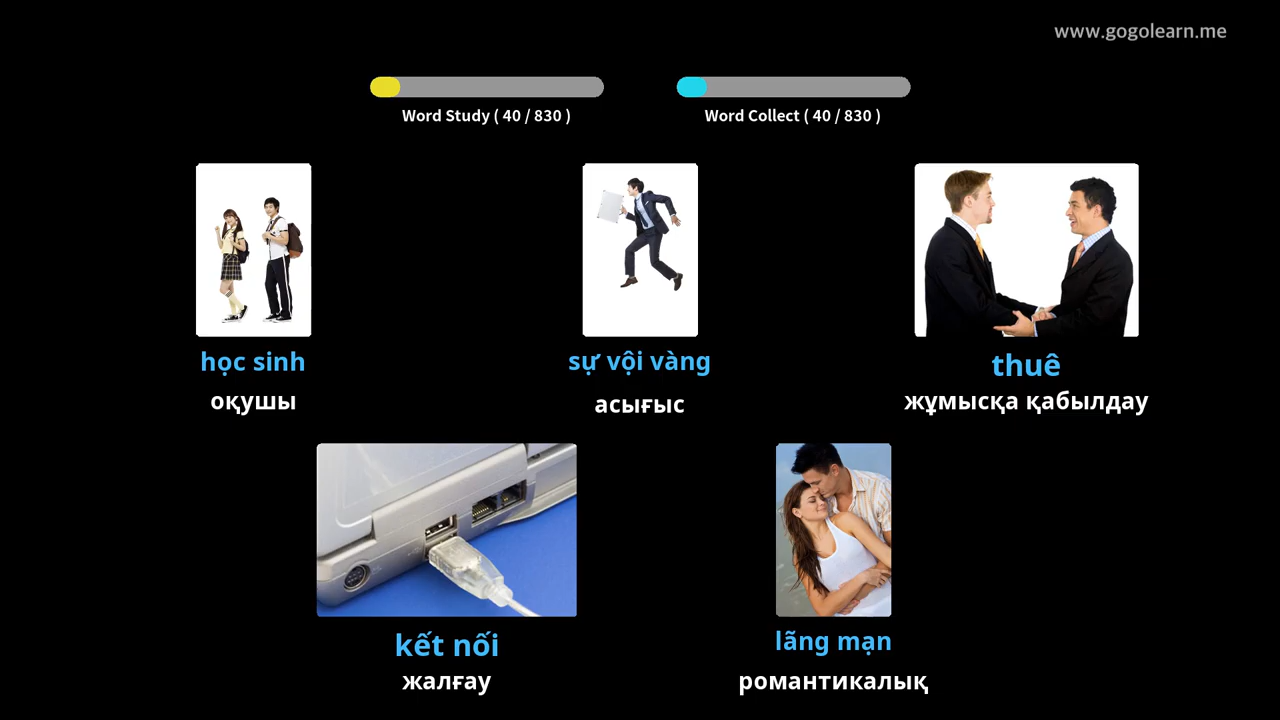 www.gogolearn.me
Word Study ( 40 / 830 )
Word Collect ( 40 / 830 )
học sinh
оқушы
sự vội vàng
асығыс
thuê
жұмысқа қабылдау
kết nối
жалғау
lãng mạn
романтикалық